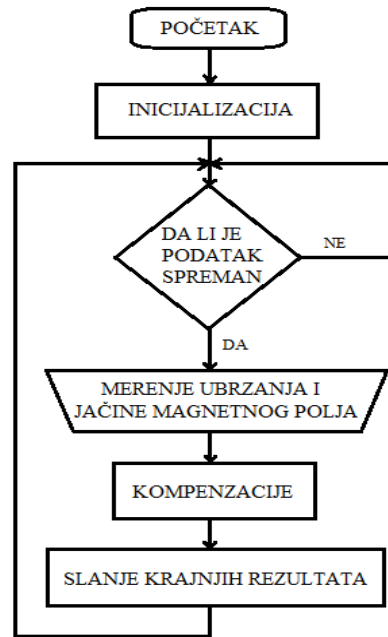 POČETAK
INICIJALIZACIJA
DA LI JE
PODATAK
SPREMAN
NE
DA
MERENJE UBRZANJA I
JAČINE MAGNETNOG POLJA
KOMPENZACIJE
SLANJE KRAJNJIH REZULTATA